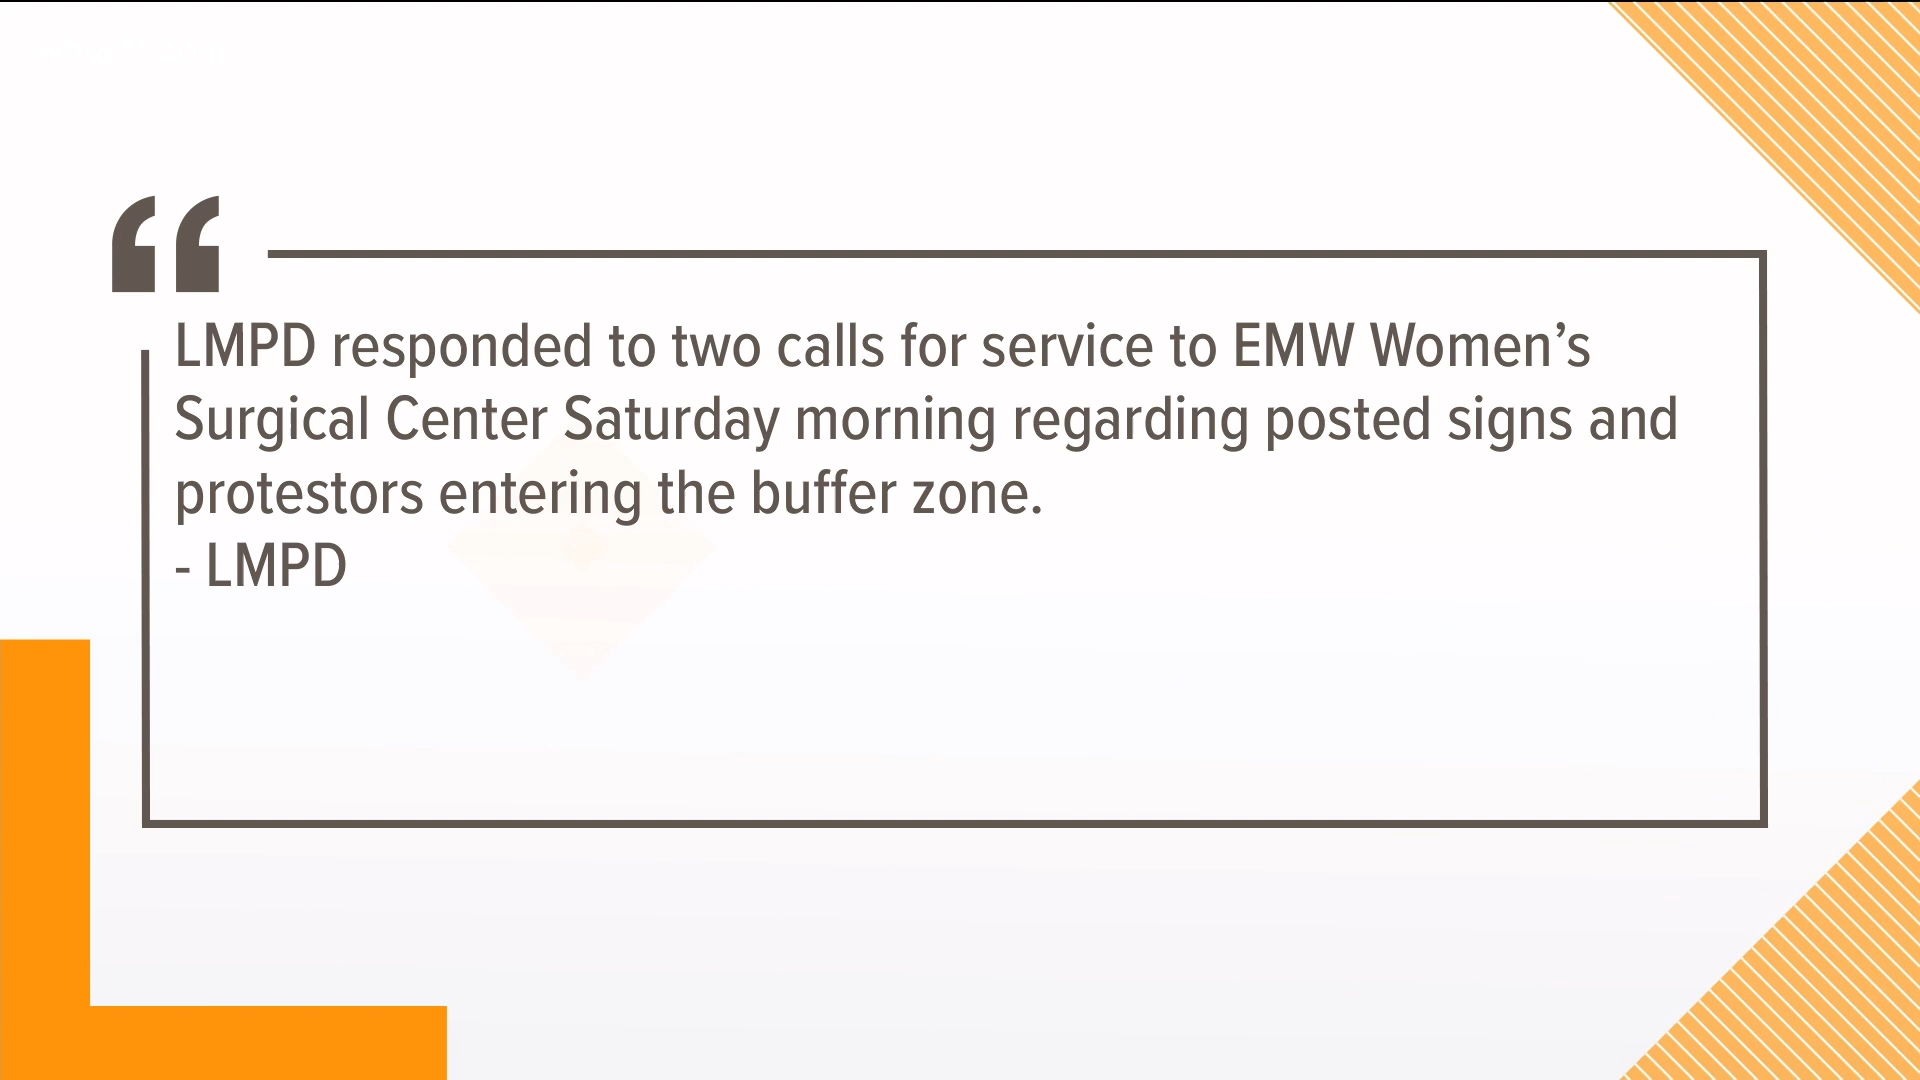 “
LMPD responded to two calls for service to EMW Women’s
Surgical Center Saturday morning regarding posted signs and
protestors entering the buffer zone.
- LMPD